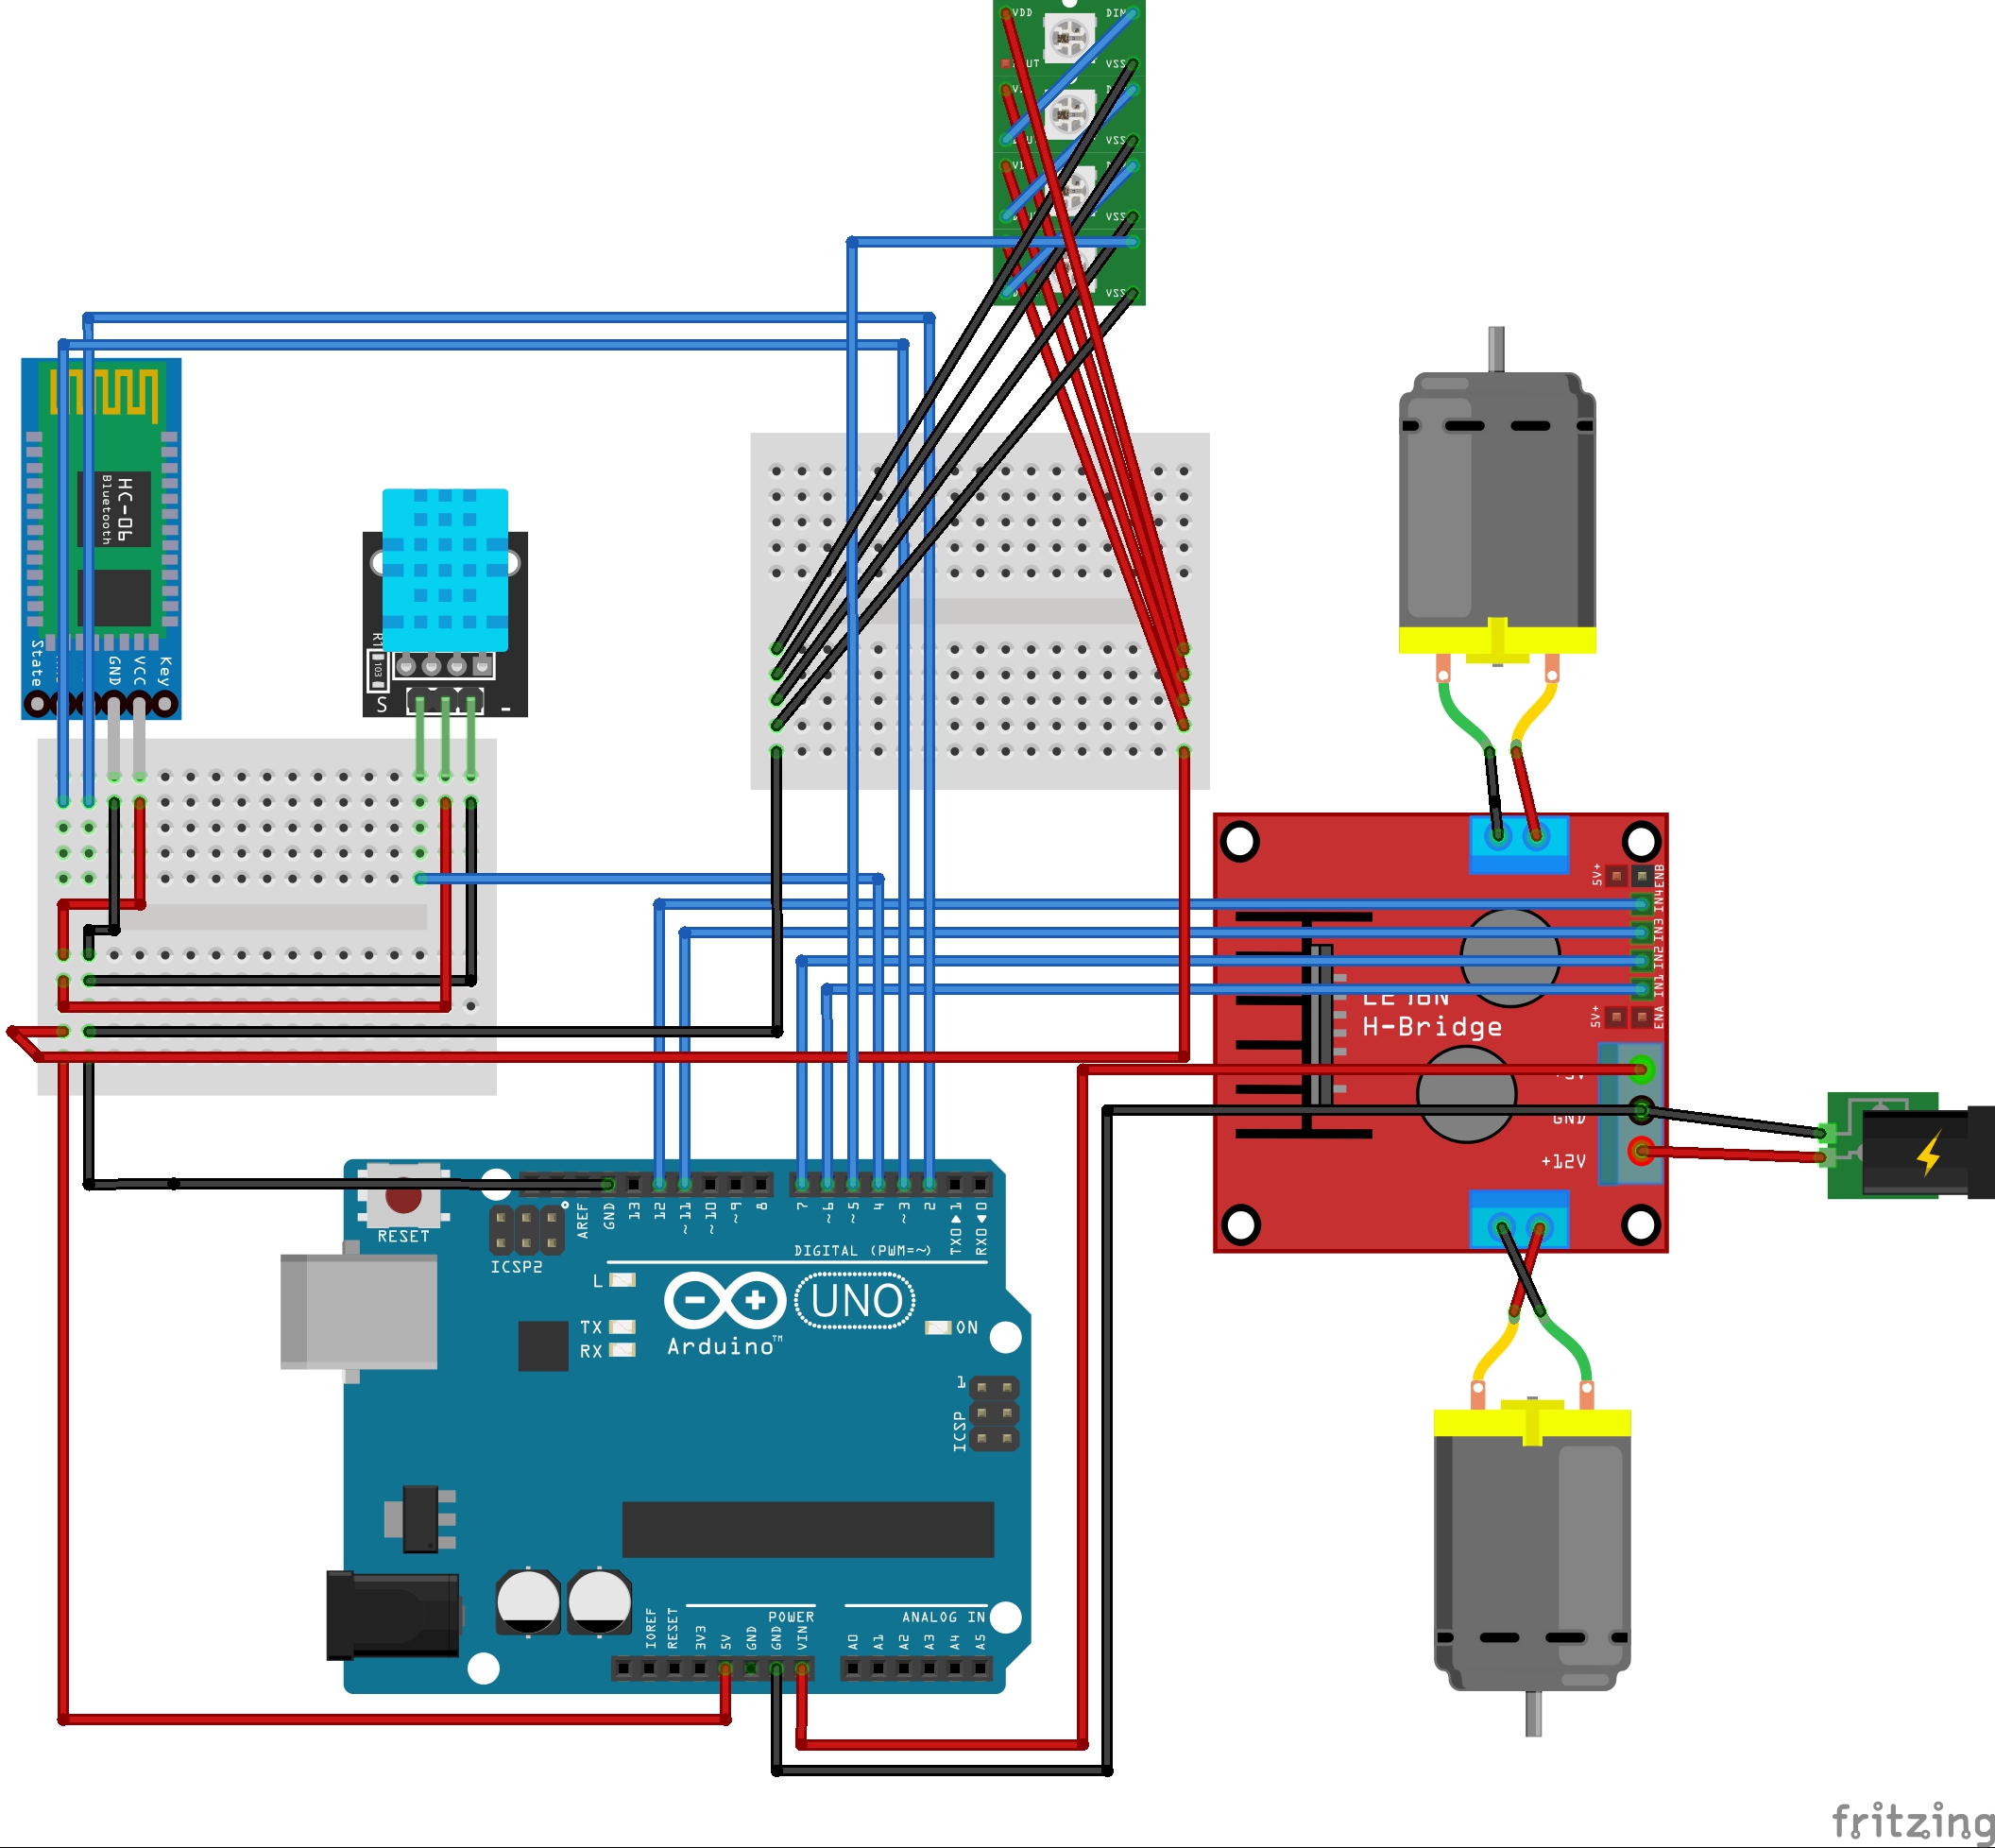 VDD
DIN
VSS
VSS
VSS
VSS
HC-06
Bluetooth
State
GND
VCC
Key
103
S
-
5V+
ENB
IN4
IN3
IN2
IN1
5V+
ENA
H-Bridge
GND
+12V
RESET
ICSP2
AREF
GND
13
12
~11
~10
~9
8
7
~6
~5
4
~3
2
TX0▶1
RX0◀0
DIGITAL (PWM=~)
L
TX
RX
UNO
Arduino™
ON
1
ICSP
POWER
ANALOG IN
IOREF
RESET
3V3
5V
GND
GND
VIN
A0
A1
A2
A3
A4
A5
fritzing